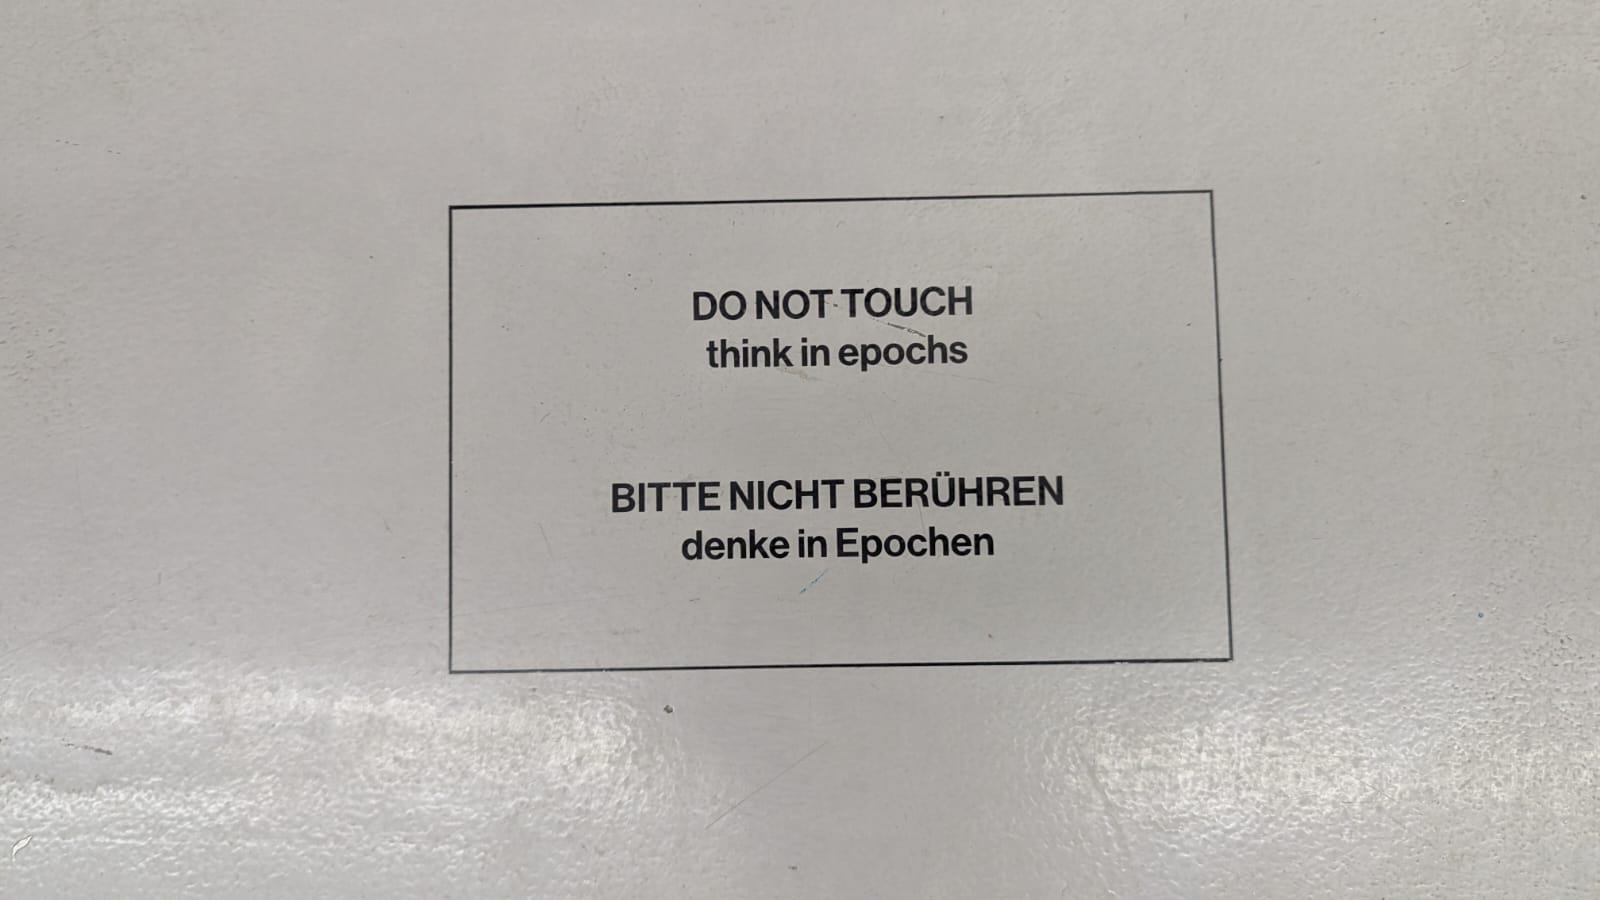 DO NOT TOUCH
think in epochs
BITTE NICHT BERÜHREN
denke in Epochen